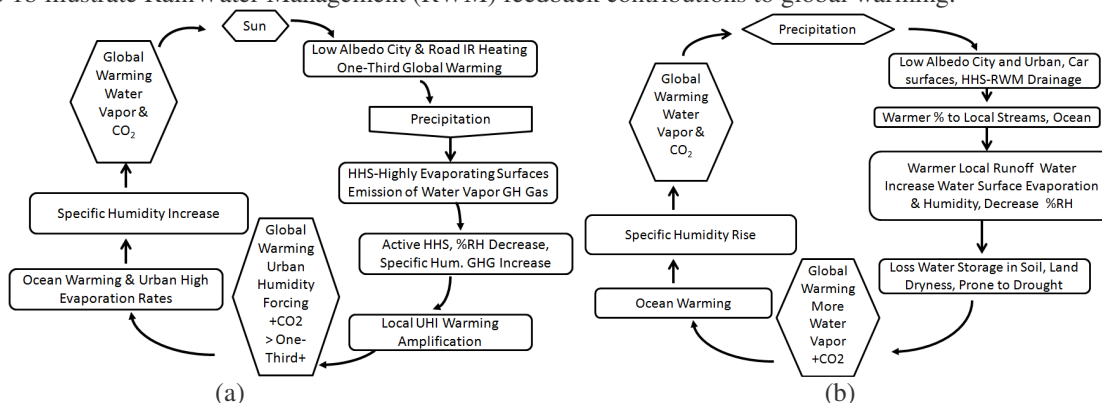 1b illustrate RainWater Management (RWM) feedback contributions to global warming.
Sun
Low Albedo City & Road IR Heating
One-Third Global Warming
Precipitation
HHS-Highly Evaporating Surfaces
Emission of Water Vapor GH Gas
Active HHS, %RH Decrease,
Specific Hum. GHG Increase
Local UHI Warming
Amplification
Global
Warming
Urban
Humidity
Forcing
+CO2
> One-
Third+
Ocean Warming & Urban High
Evaporation Rates
Specific Humidity Increase
Global
Warming
Water
Vapor &
CO2
(a)
Precipitation
Low Albedo City and Urban, Car
surfaces, HHS-RWM Drainage
Warmer % to Local Streams, Ocean
Warmer Local Runoff Water
Increase Water Surface Evaporation
& Humidity, Decrease %RH
Loss Water Storage in Soil, Land
Dryness, Prone to Drought
Global
Warming
More
Water
Vapor
+CO2
Ocean Warming
Specific Humidity Rise
Global
Warming
Water
Vapor &
CO2
(b)